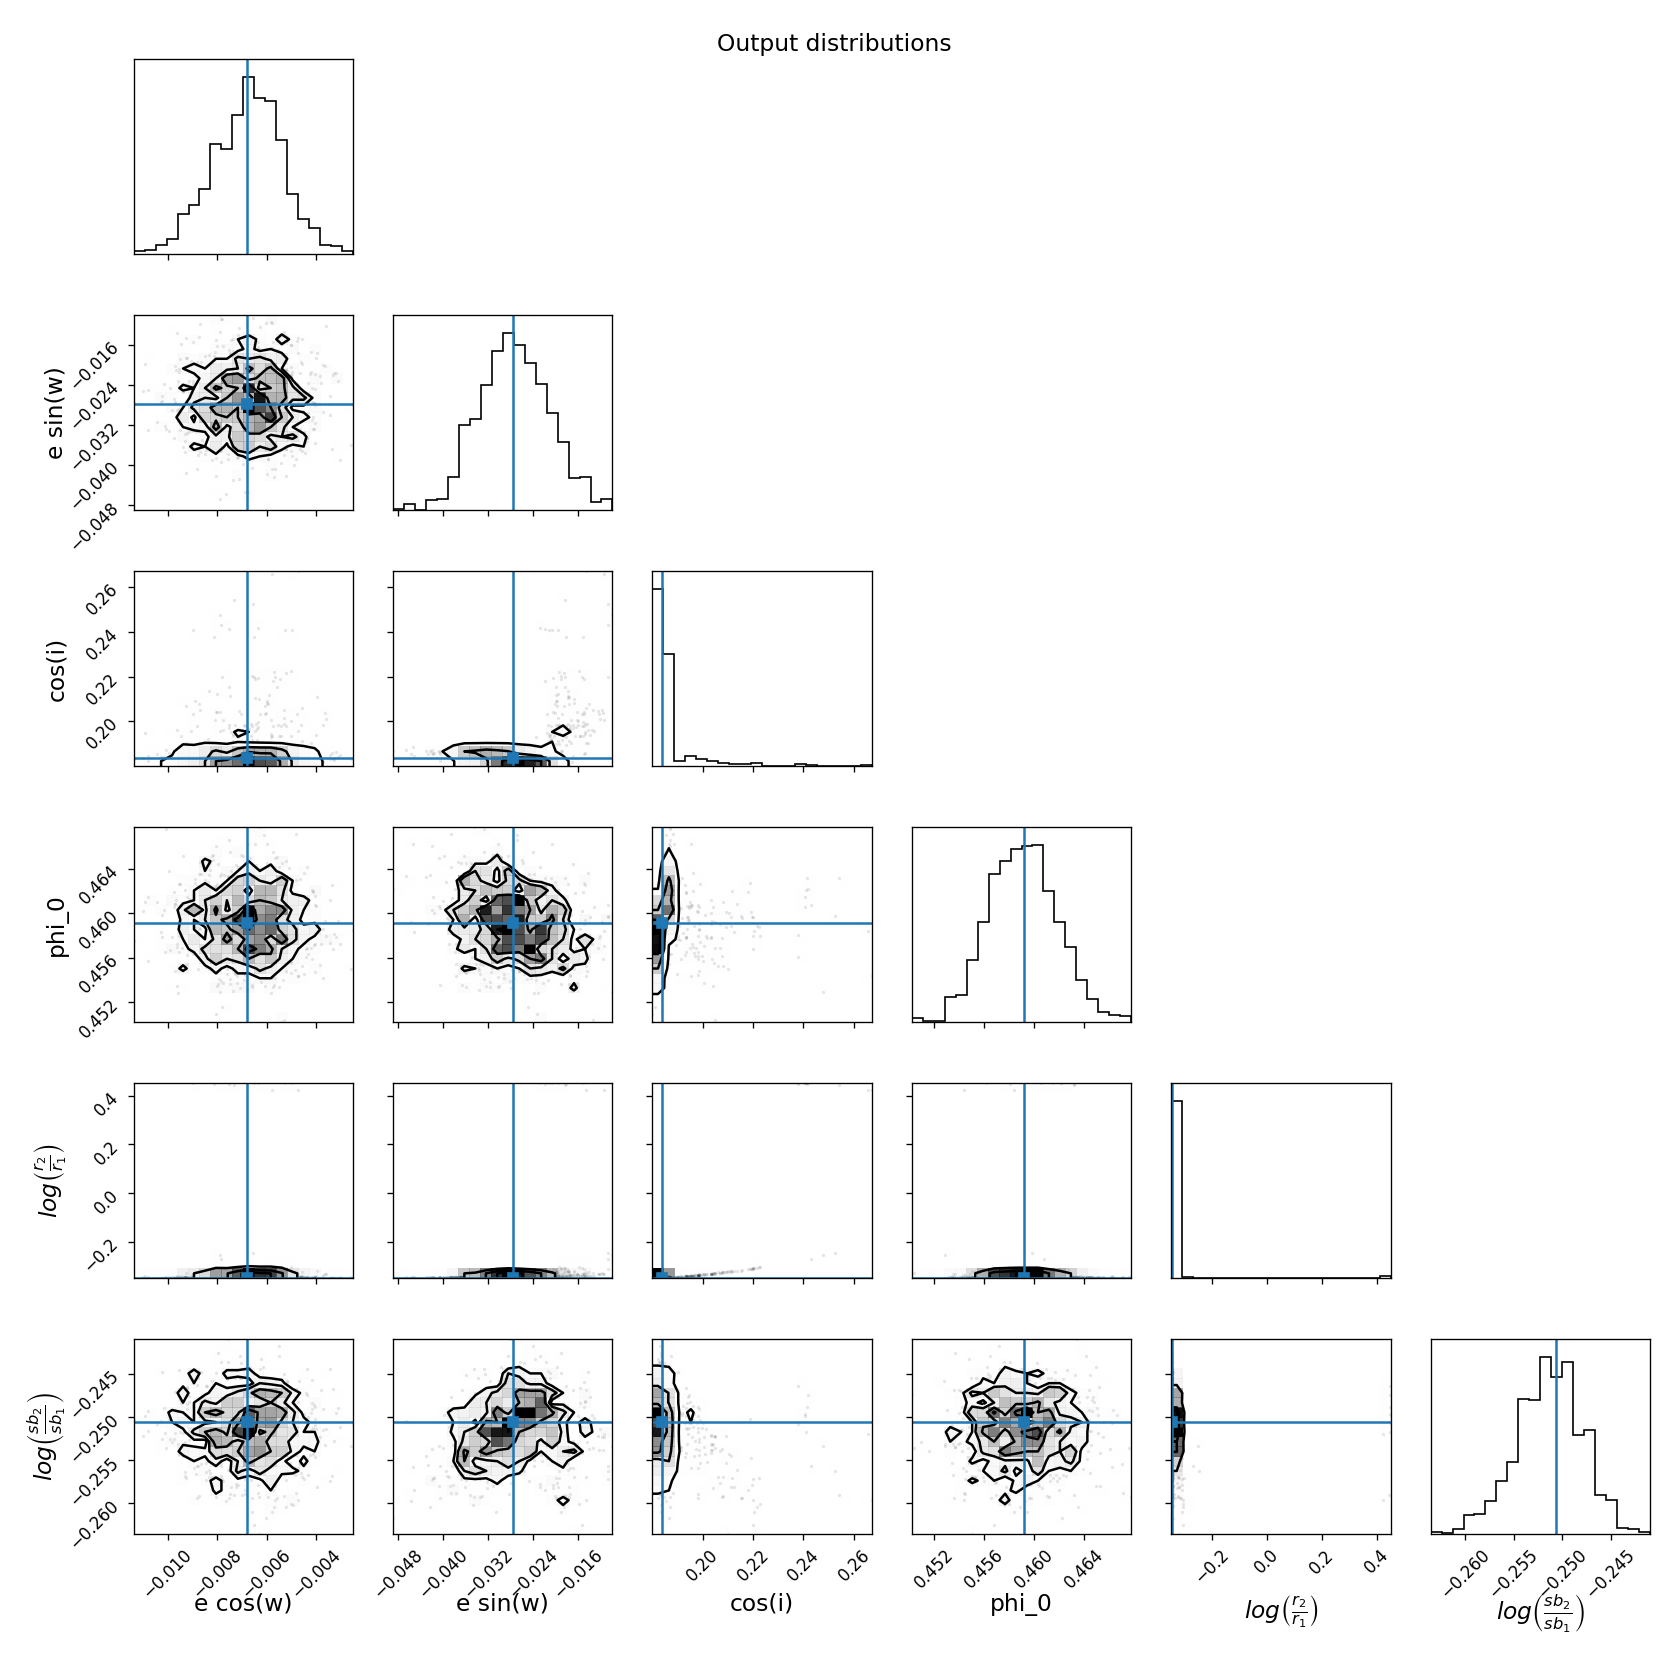 Output distributions
e sin(w)
−0.016
−0.024
−0.032
−0.040
−0.048
cos(i)
0.26
0.24
0.22
0.20
phi_0
0.464
0.460
0.456
0.452
log(r₂/r₁)
0.4
0.2
0.0
−0.2
log(sb₂/sb₁)
−0.245
−0.250
−0.255
−0.260
−0.010 −0.008 −0.006 −0.004
−0.048 −0.040 −0.032 −0.024 −0.016
0.20 0.22 0.24 0.26
0.452 0.456 0.460 0.464
−0.2 0.0 0.2 0.4
−0.260 −0.255 −0.250 −0.245
e cos(w)
e sin(w)
cos(i)
phi_0
log(r₂/r₁)
log(sb₂/sb₁)